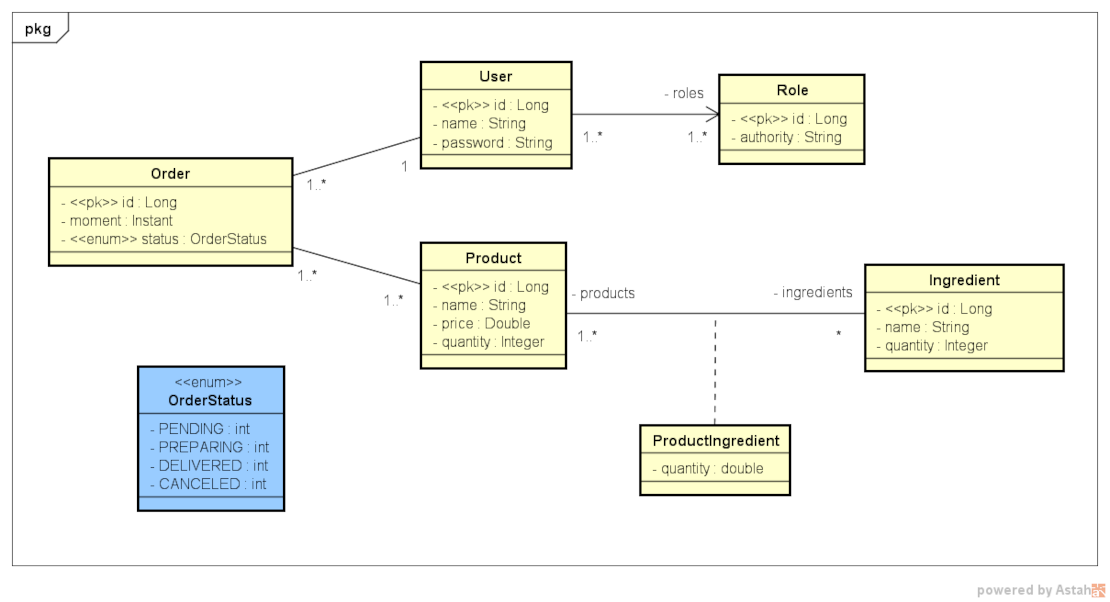 pkg
User
- <<pk>> id : Long
- name : String
- password : String
- roles
1..*
1..*
Role
- <<pk>> id : Long
- authority : String
Order
- <<pk>> id : Long
- moment : Instant
- <<enum>> status : OrderStatus
1..*
1
1..*
1..*
Product
- <<pk>> id : Long
- name : String
- price : Double
- quantity : Integer
- products
1..*
- ingredients
*
Ingredient
- <<pk>> id : Long
- name : String
- quantity : Integer
<<enum>>
OrderStatus
- PENDING : int
- PREPARING : int
- DELIVERED : int
- CANCELED : int
ProductIngredient
- quantity : double
powered by Astah